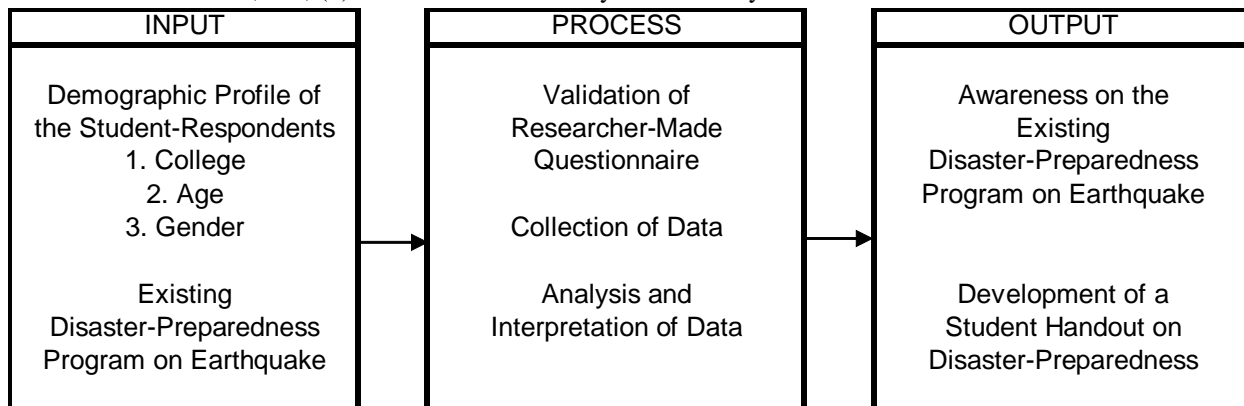 INPUT
Demographic Profile of
the Student-Respondents
1. College
2. Age
3. Gender
Existing
Disaster-Preparedness
Program on Earthquake
PROCESS
Validation of
Researcher-Made
Questionnaire
Collection of Data
Analysis and
Interpretation of Data
OUTPUT
Awareness on the
Existing
Disaster-Preparedness
Program on Earthquake
Development of a
Student Handout on
Disaster-Preparedness